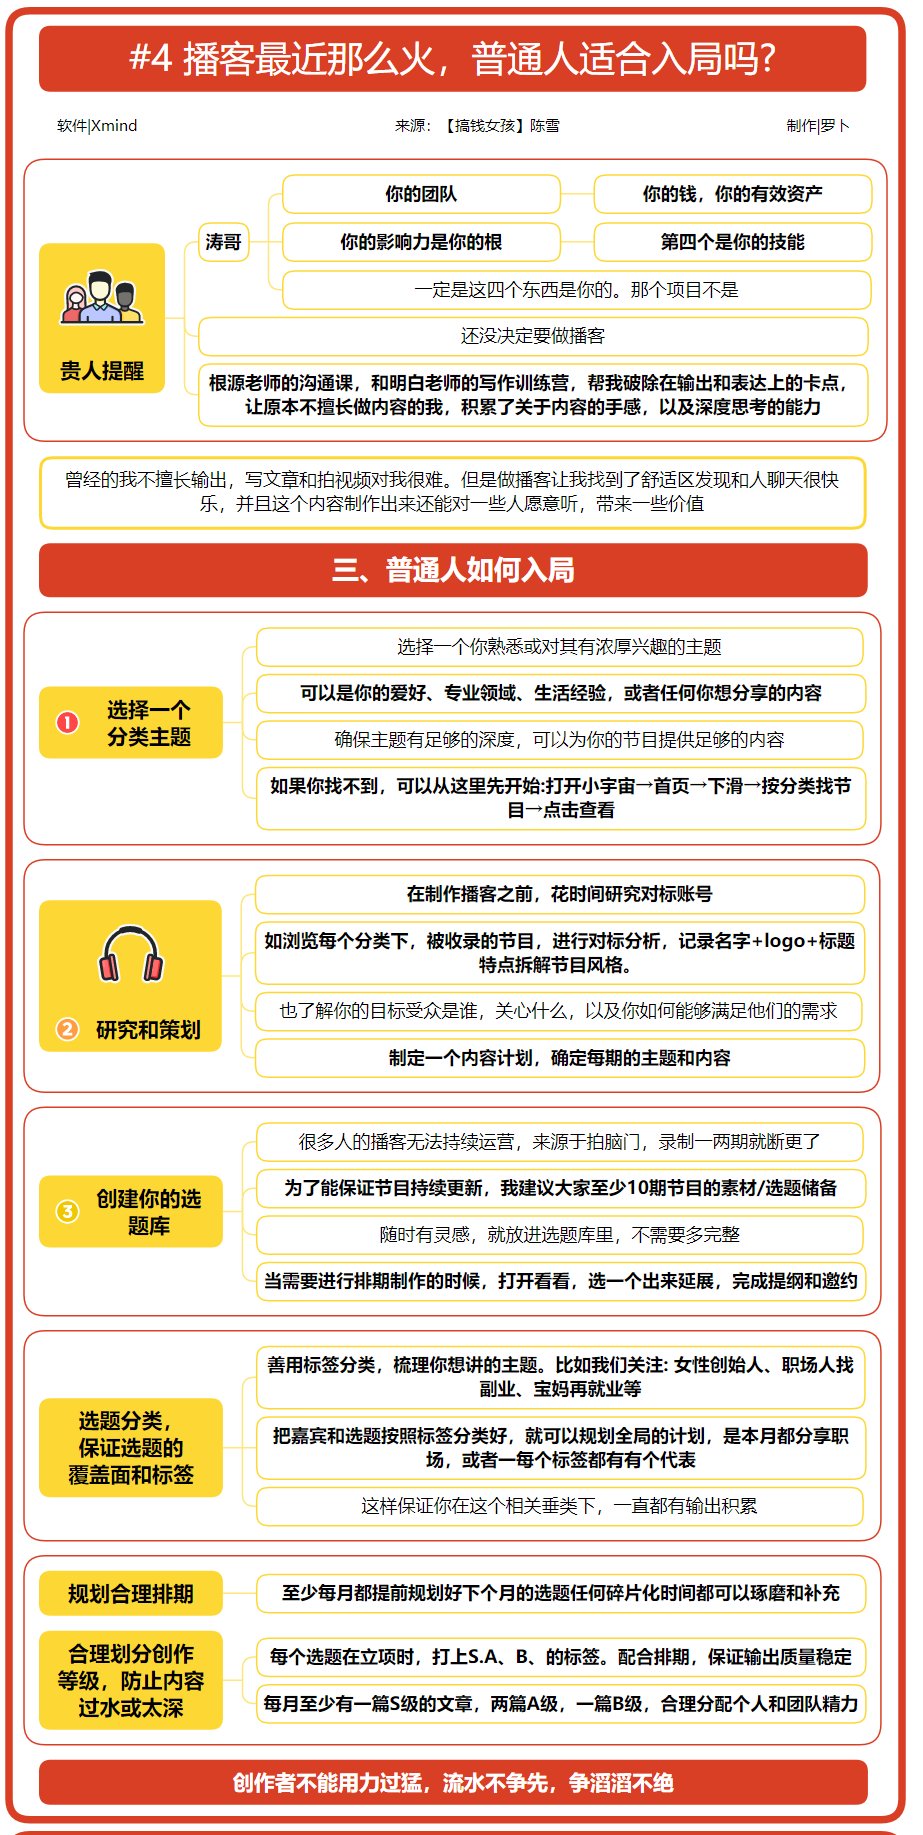 #4 播客最近那么火，普通人适合入局吗？
软件|Xmind
来源：【搞钱女孩】陈雪
制作|罗卜
贵人提醒
涛哥
你的团队
你的钱，你的有效资产
你的影响力是你的根
第四个是你的技能
一定是这四个东西是你的。那个项目不是
还没决定要做播客
根源老师的沟通课，和明白老师的写作训练营，帮我破除在输出和表达上的卡点，
让原本不擅长做内容的我，积累了关于内容的手感，以及深度思考的能力
曾经的我不擅长输出，写文章和拍视频对我很难。但是做播客让我找到了舒适区发现和人聊天很快
乐，并且这个内容制作出来还能对一些人愿意听，带来一些价值
三、普通人如何入局
1
选择一个
分类主题
选择一个你熟悉或对其有浓厚兴趣的主题
可以是你的爱好、专业领域、生活经验，或者任何你想分享的内容
确保主题有足够的深度，可以为你的节目提供足够的内容
如果你找不到，可以从这里先开始:打开小宇宙→首页→下滑→按分类找节
目→点击查看
2 研究和策划
在制作播客之前，花时间研究对标账号
如浏览每个分类下，被收录的节目，进行对标分析，记录名字+logo+标题
特点拆解节目风格。
也了解你的目标受众是谁，关心什么，以及你如何能够满足他们的需求
制定一个内容计划，确定每期的主题和内容
3
创建你的选
题库
很多人的播客无法持续运营，来源于拍脑门，录制一两期就断更了
为了能保证节目持续更新，我建议大家至少10期节目的素材/选题储备
随时有灵感，就放进选题库里，不需要多完整
当需要进行排期制作的时候，打开看看，选一个出来延展，完成提纲和邀约
选题分类，
保证选题的
覆盖面和标签
善用标签分类，梳理你想讲的主题。比如我们关注: 女性创始人、职场人找
副业、宝妈再就业等
把嘉宾和选题按照标签分类好，就可以规划全局的计划，是本月都分享职
场，或者一每个标签都有有个代表
这样保证你在这个相关垂类下，一直都有输出积累
规划合理排期
至少每月都提前规划好下个月的选题任何碎片化时间都可以琢磨和补充
合理划分创作
等级，防止内容
过水或太深
每个选题在立项时，打上S.A、B、的标签。配合排期，保证输出质量稳定
每月至少有一篇S级的文章，两篇A级，一篇B级，合理分配个人和团队精力
创作者不能用力过猛，流水不争先，争滔滔不绝